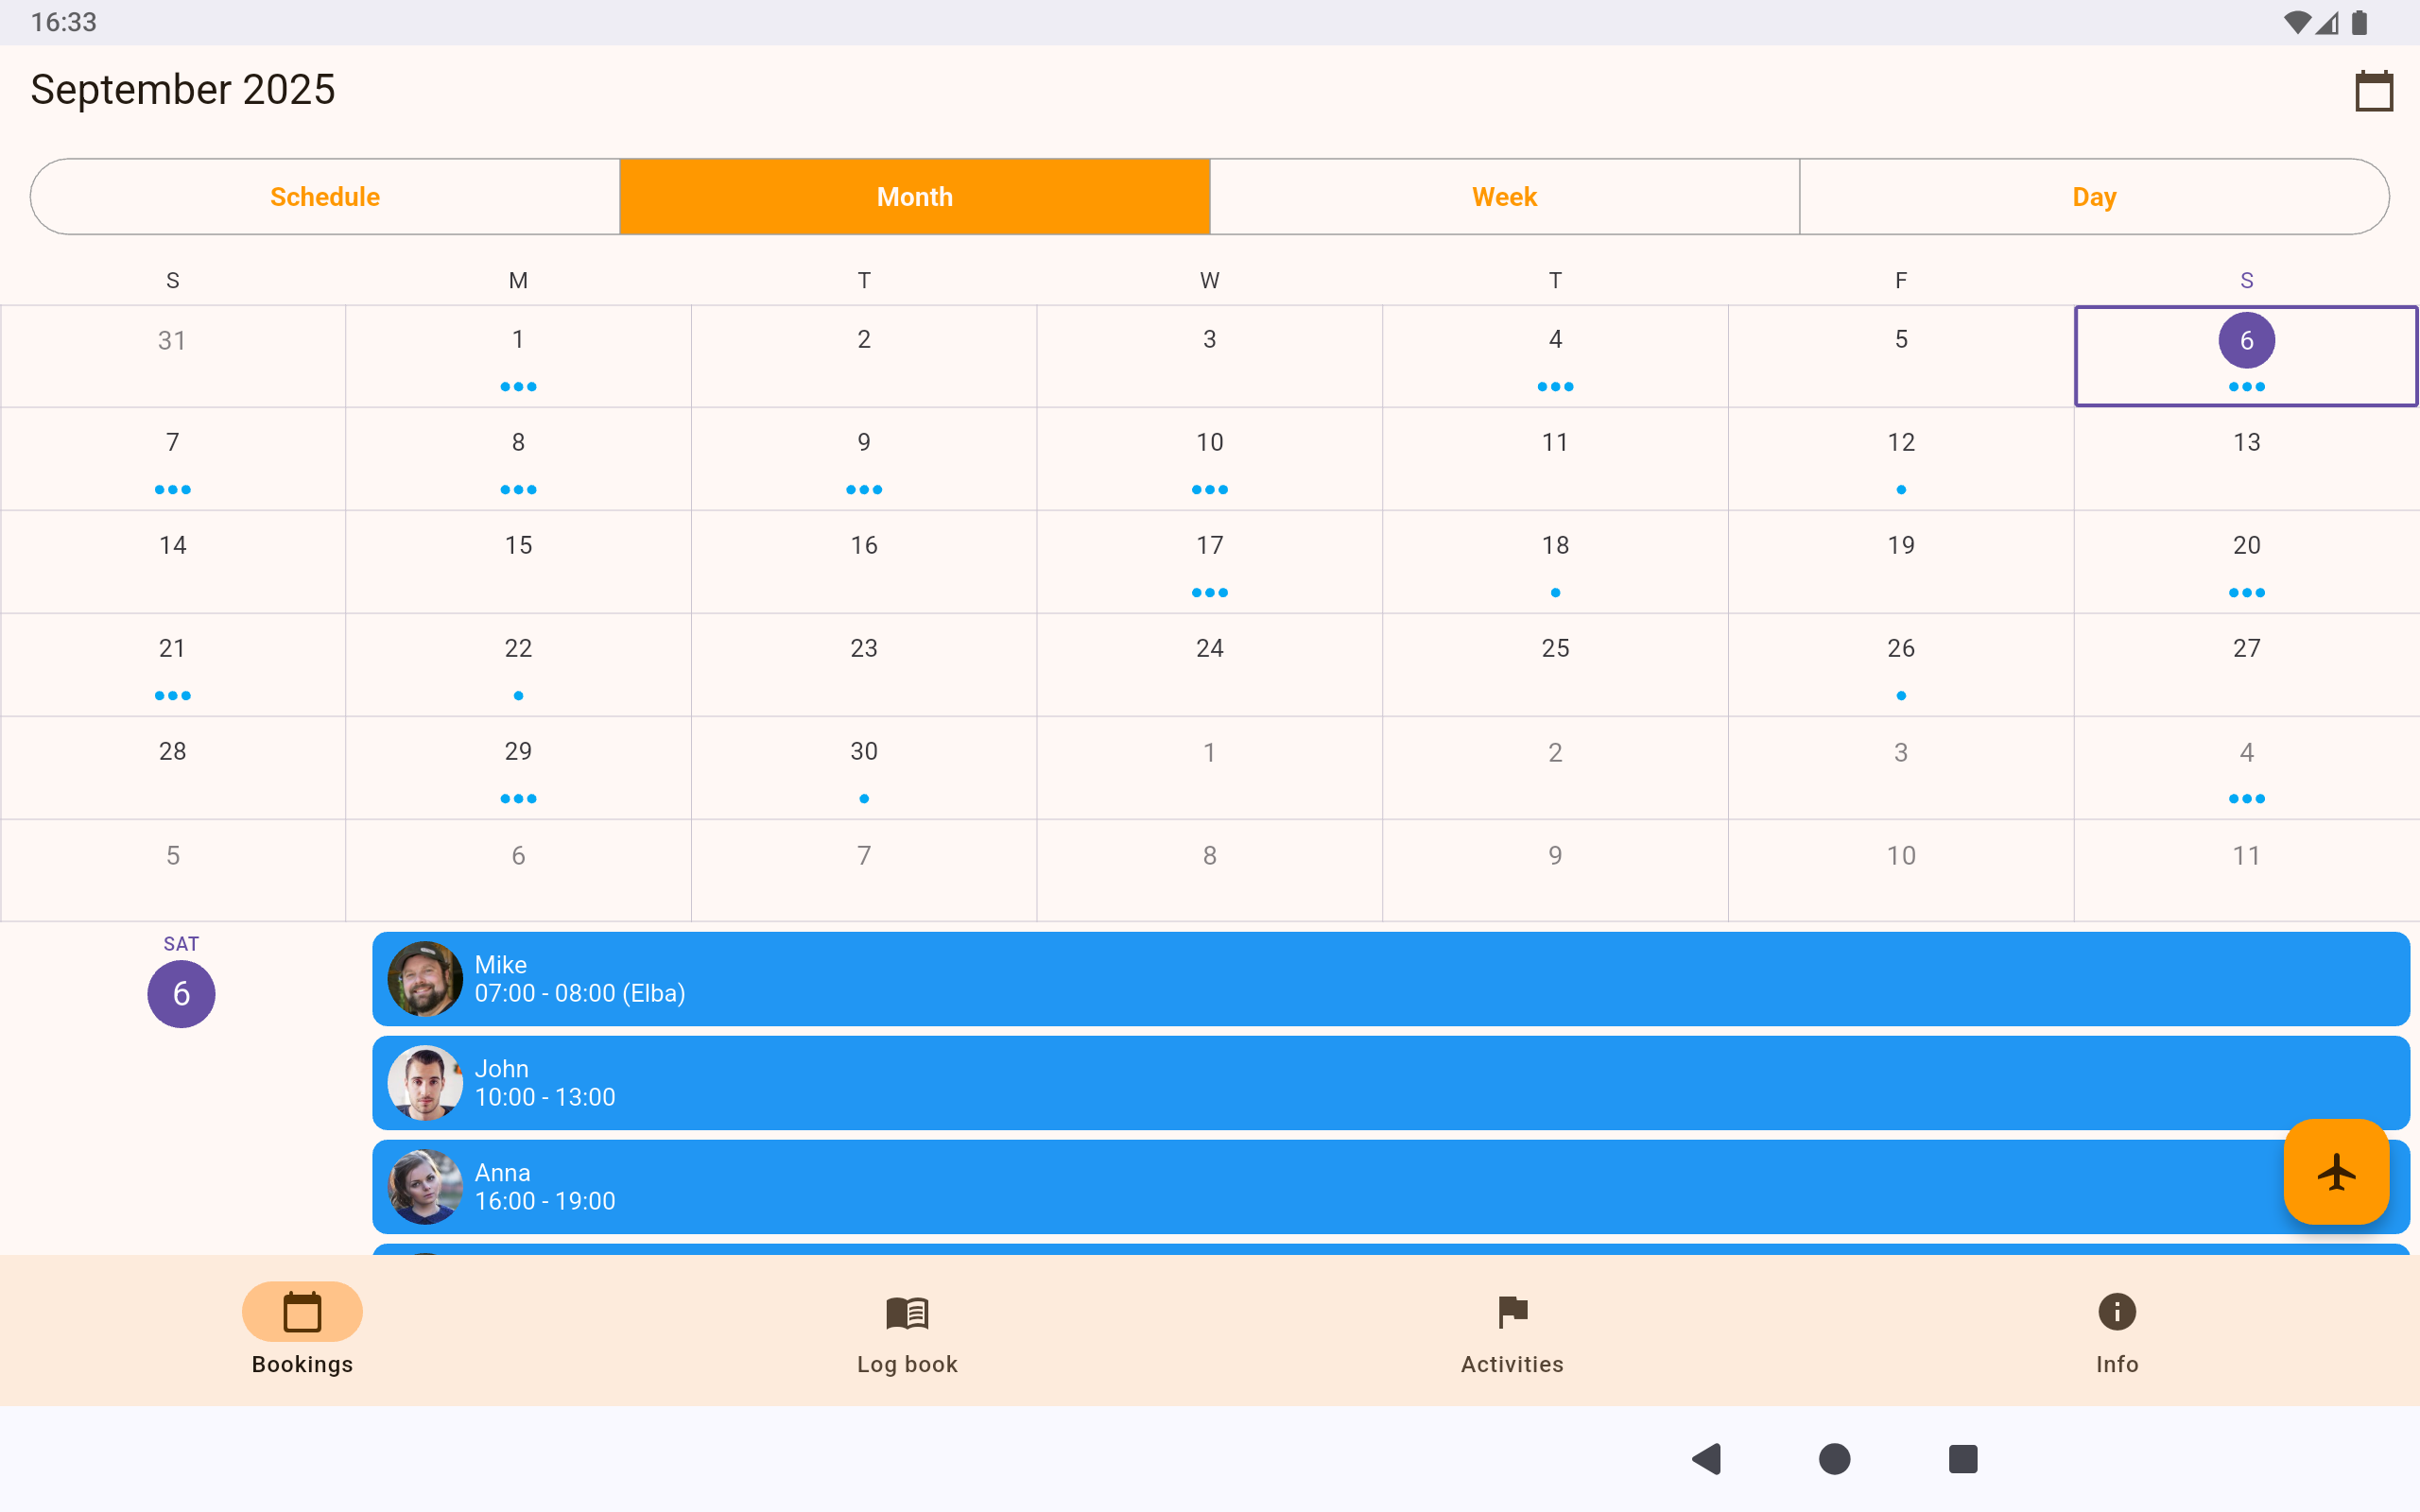 16:33
September 2025
Schedule Month Week Day
S M T W T F S
31 1 2 3 4 5 6
7 8 9 10 11 12 13
14 15 16 17 18 19 20
21 22 23 24 25 26 27
28 29 30 1 2 3 4
5 6 7 8 9 10 11
SAT
6
Mike
07:00 - 08:00 (Elba)
John
10:00 - 13:00
Anna
16:00 - 19:00
Bookings Log book Activities Info